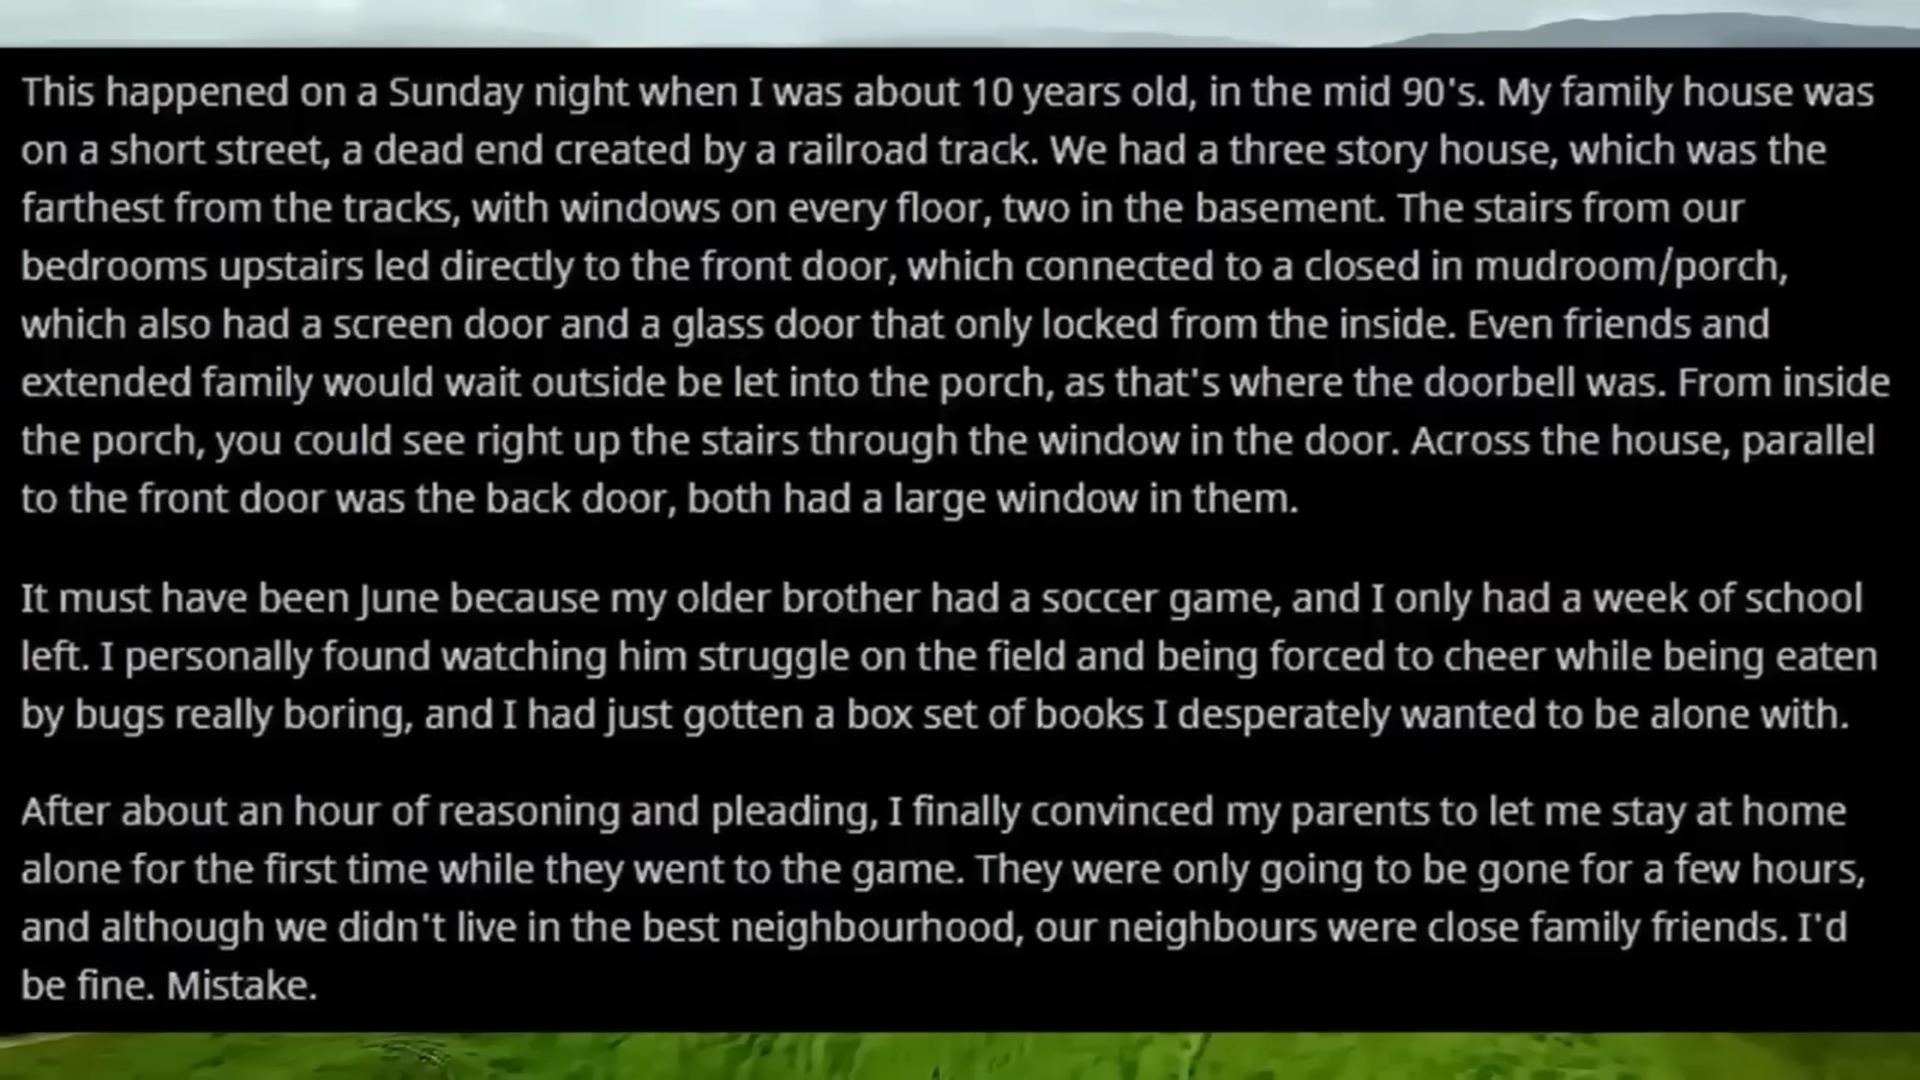 This happened on a Sunday night when I was about 10 years old, in the mid 90's. My family house was
on a short street, a dead end created by a railroad track. We had a three story house, which was the
farthest from the tracks, with windows on every floor, two in the basement. The stairs from our
bedrooms upstairs led directly to the front door, which connected to a closed in mudroom/porch,
which also had a screen door and a glass door that only locked from the inside. Even friends and
extended family would wait outside be let into the porch, as that's where the doorbell was. From inside
the porch, you could see right up the stairs through the window in the door. Across the house, parallel
to the front door was the back door, both had a large window in them.
It must have been June because my older brother had a soccer game, and I only had a week of school
left. I personally found watching him struggle on the field and being forced to cheer while being eaten
by bugs really boring, and I had just gotten a box set of books I desperately wanted to be alone with.
After about an hour of reasoning and pleading, I finally convinced my parents to let me stay at home
alone for the first time while they went to the game. They were only going to be gone for a few hours,
and although we didn't live in the best neighbourhood, our neighbours were close family friends. I'd
be fine. Mistake.